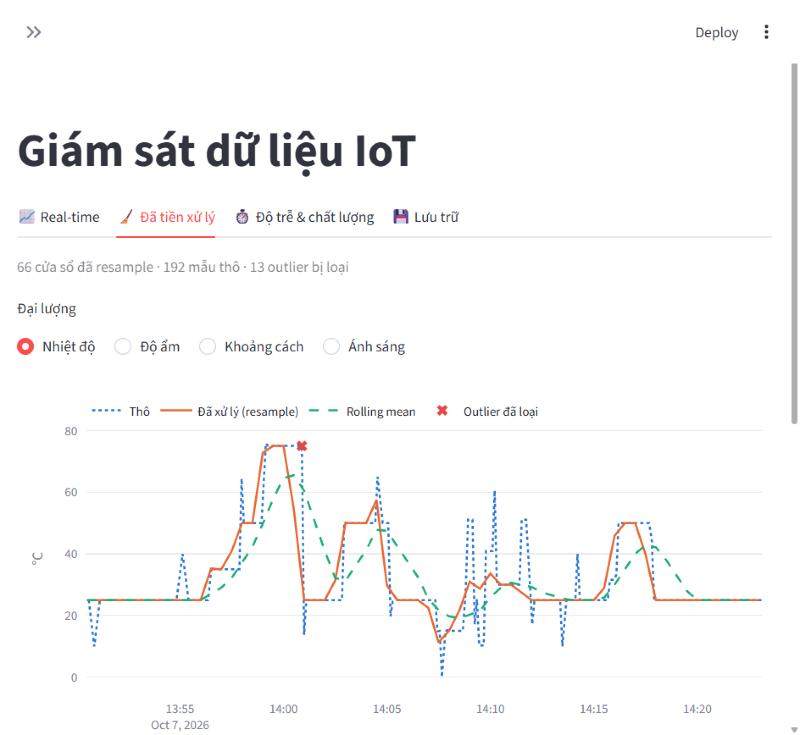 Deploy
Giám sát dữ liệu IoT
Real-time Đã tiền xử lý Độ trễ & chất lượng Lưu trữ
66 cửa sổ đã resample · 192 mẫu thô · 13 outlier bị loại
Đại lượng
Nhiệt độ Độ ẩm Khoảng cách Ánh sáng
Thô Đã xử lý (resample) Rolling mean Outlier đã loại
80
60
40
20
0
°C
13:55 14:00 14:05 14:10 14:15 14:20
Oct 7, 2026